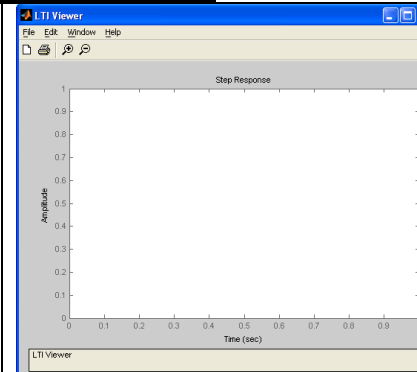 LTI Viewer
File Edit Window Help
Step Response
1
0.9
0.8
0.7
0.6
0.5
0.4
0.3
0.2
0.1
0
Amplitude
0 0.1 0.2 0.3 0.4 0.5 0.6 0.7 0.8 0.9
Time (sec)
LTI Viewer